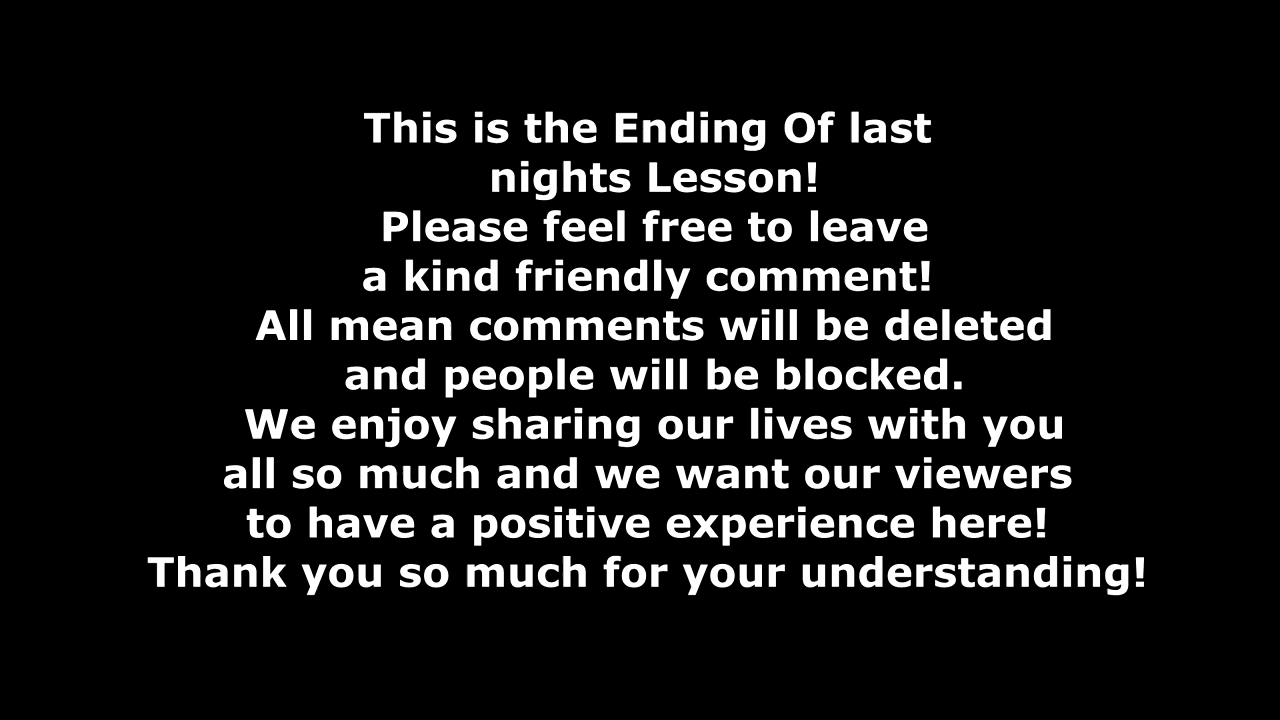 This is the Ending Of last
nights Lesson!
Please feel free to leave
a kind friendly comment!
All mean comments will be deleted
and people will be blocked.
We enjoy sharing our lives with you
all so much and we want our viewers
to have a positive experience here!
Thank you so much for your understanding!